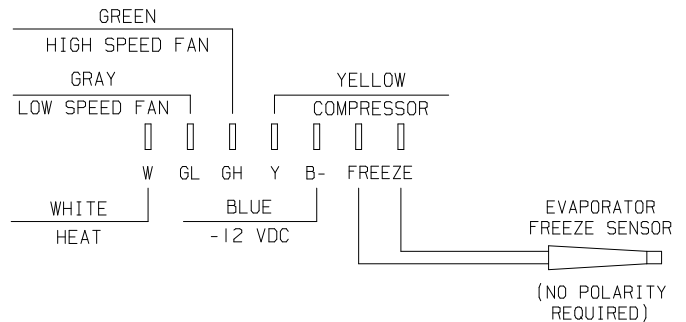 GREEN
HIGH SPEED FAN
GRAY
LOW SPEED FAN
YELLOW
COMPRESSOR
W GL GH Y B- FREEZE
WHITE
HEAT
BLUE
-12 VDC
EVAPORATOR
FREEZE SENSOR
(NO POLARITY
REQUIRED)